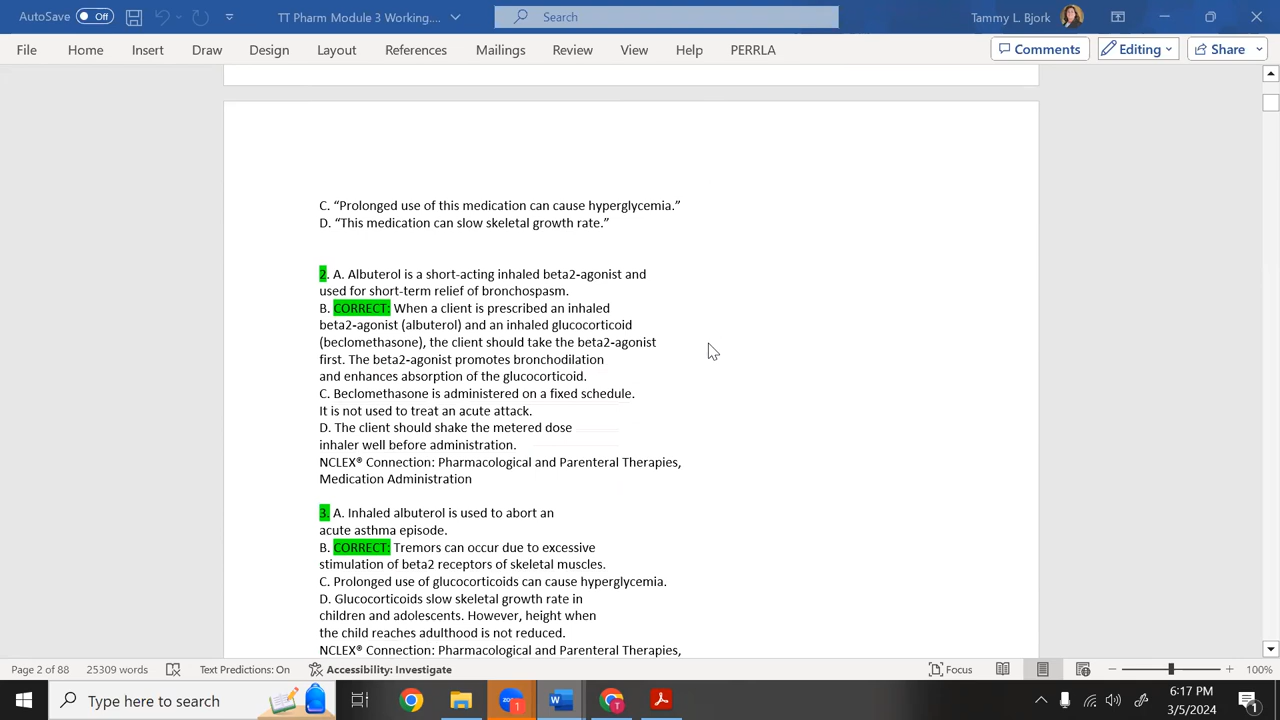 AutoSave Off TT Pharm Module 3 Working.... Search Tammy L. Bjork
File Home Insert Draw Design Layout References Mailings Review View Help PERRLA Comments Editing Share
C. “Prolonged use of this medication can cause hyperglycemia.”
D. “This medication can slow skeletal growth rate.”
2. A. Albuterol is a short-acting inhaled beta2-agonist and
used for short-term relief of bronchospasm.
B. CORRECT: When a client is prescribed an inhaled
beta2-agonist (albuterol) and an inhaled glucocorticoid
(beclomethasone), the client should take the beta2-agonist
first. The beta2-agonist promotes bronchodilation
and enhances absorption of the glucocorticoid.
C. Beclomethasone is administered on a fixed schedule.
It is not used to treat an acute attack.
D. The client should shake the metered dose
inhaler well before administration.
NCLEX® Connection: Pharmacological and Parenteral Therapies,
Medication Administration
3. A. Inhaled albuterol is used to abort an
acute asthma episode.
B. CORRECT: Tremors can occur due to excessive
stimulation of beta2 receptors of skeletal muscles.
C. Prolonged use of glucocorticoids can cause hyperglycemia.
D. Glucocorticoids slow skeletal growth rate in
children and adolescents. However, height when
the child reaches adulthood is not reduced.
NCLEX® Connection: Pharmacological and Parenteral Therapies,
Page 2 of 88 25309 words Text Predictions: On Accessibility: Investigate Focus 100%
Type here to search 1 6:17 PM
3/5/2024 1